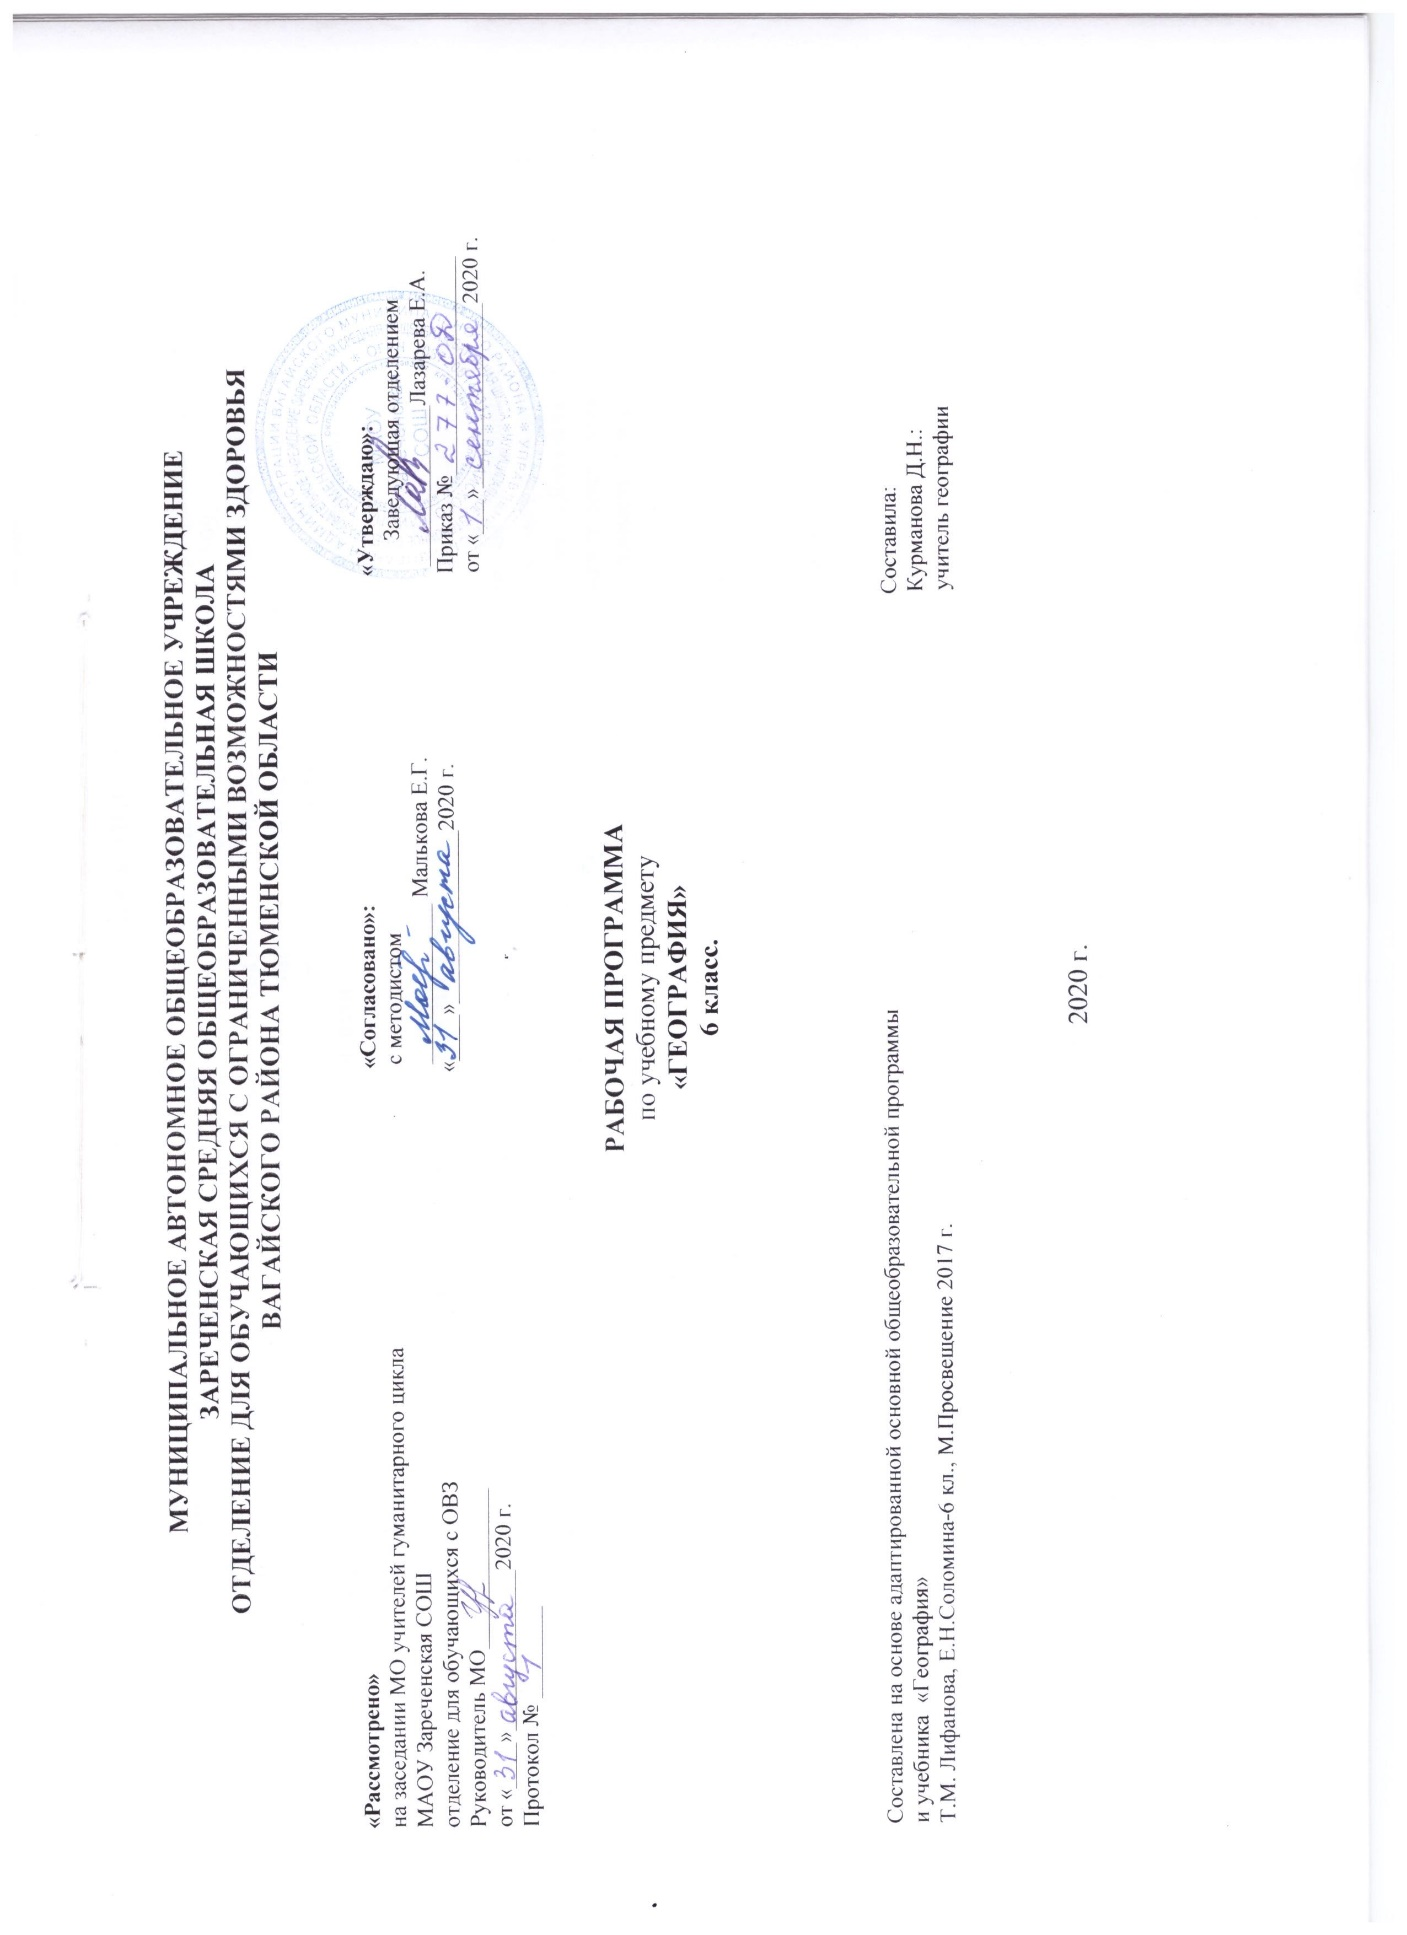 МУНИЦИПАЛЬНОЕ АВТОНОМНОЕ ОБЩЕОБРАЗОВАТЕЛЬНОЕ УЧРЕЖДЕНИЕ
ЗАРЕЧЕНСКАЯ СРЕДНЯЯ ОБЩЕОБРАЗОВАТЕЛЬНАЯ ШКОЛА
ОТДЕЛЕНИЕ ДЛЯ ОБУЧАЮЩИХСЯ С ОГРАНИЧЕННЫМИ ВОЗМОЖНОСТЯМИ ЗДОРОВЬЯ
ВАГАЙСКОГО РАЙОНА ТЮМЕНСКОЙ ОБЛАСТИ
«Рассмотрено»
на заседании МО учителей гуманитарного цикла
МАОУ Зареченская СОШ
отделение для обучающихся с ОВЗ
Руководитель МО
от «31» августа 2020 г.
Протокол № 1
«Согласовано»:
с методистом
Малькова Е.Г.
«31» августа 2020 г.
«Утверждаю»:
Заведующая отделением
Лазарева Е.А.
Приказ № 277-ОД
от «1» сентября 2020 г.
РАБОЧАЯ ПРОГРАММА
по учебному предмету
«ГЕОГРАФИЯ»
6 класс.
Составлена на основе адаптированной основной общеобразовательной программы
и учебника «География»
Т.М. Лифанова, Е.Н.Соломина-6 кл., М.Просвещение 2017 г.
Составила:
Курманова Д.Н.:
учитель географии
2020 г.